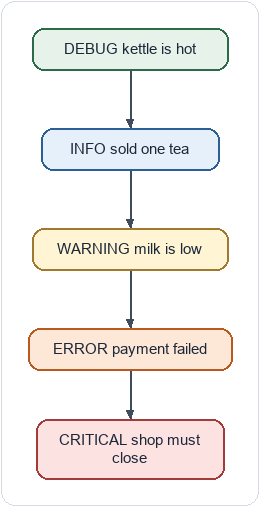 DEBUG kettle is hot
INFO sold one tea
WARNING milk is low
ERROR payment failed
CRITICAL shop must
close